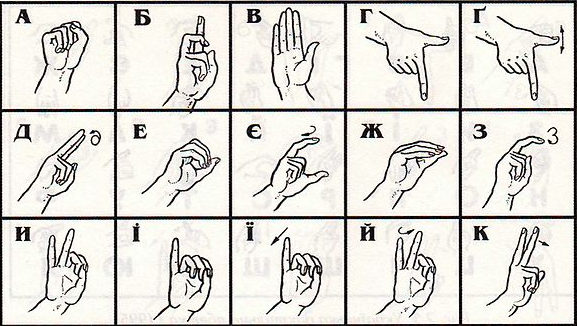 А Б В Г Ґ
Д Е Є Ж З
И І Ї Й К